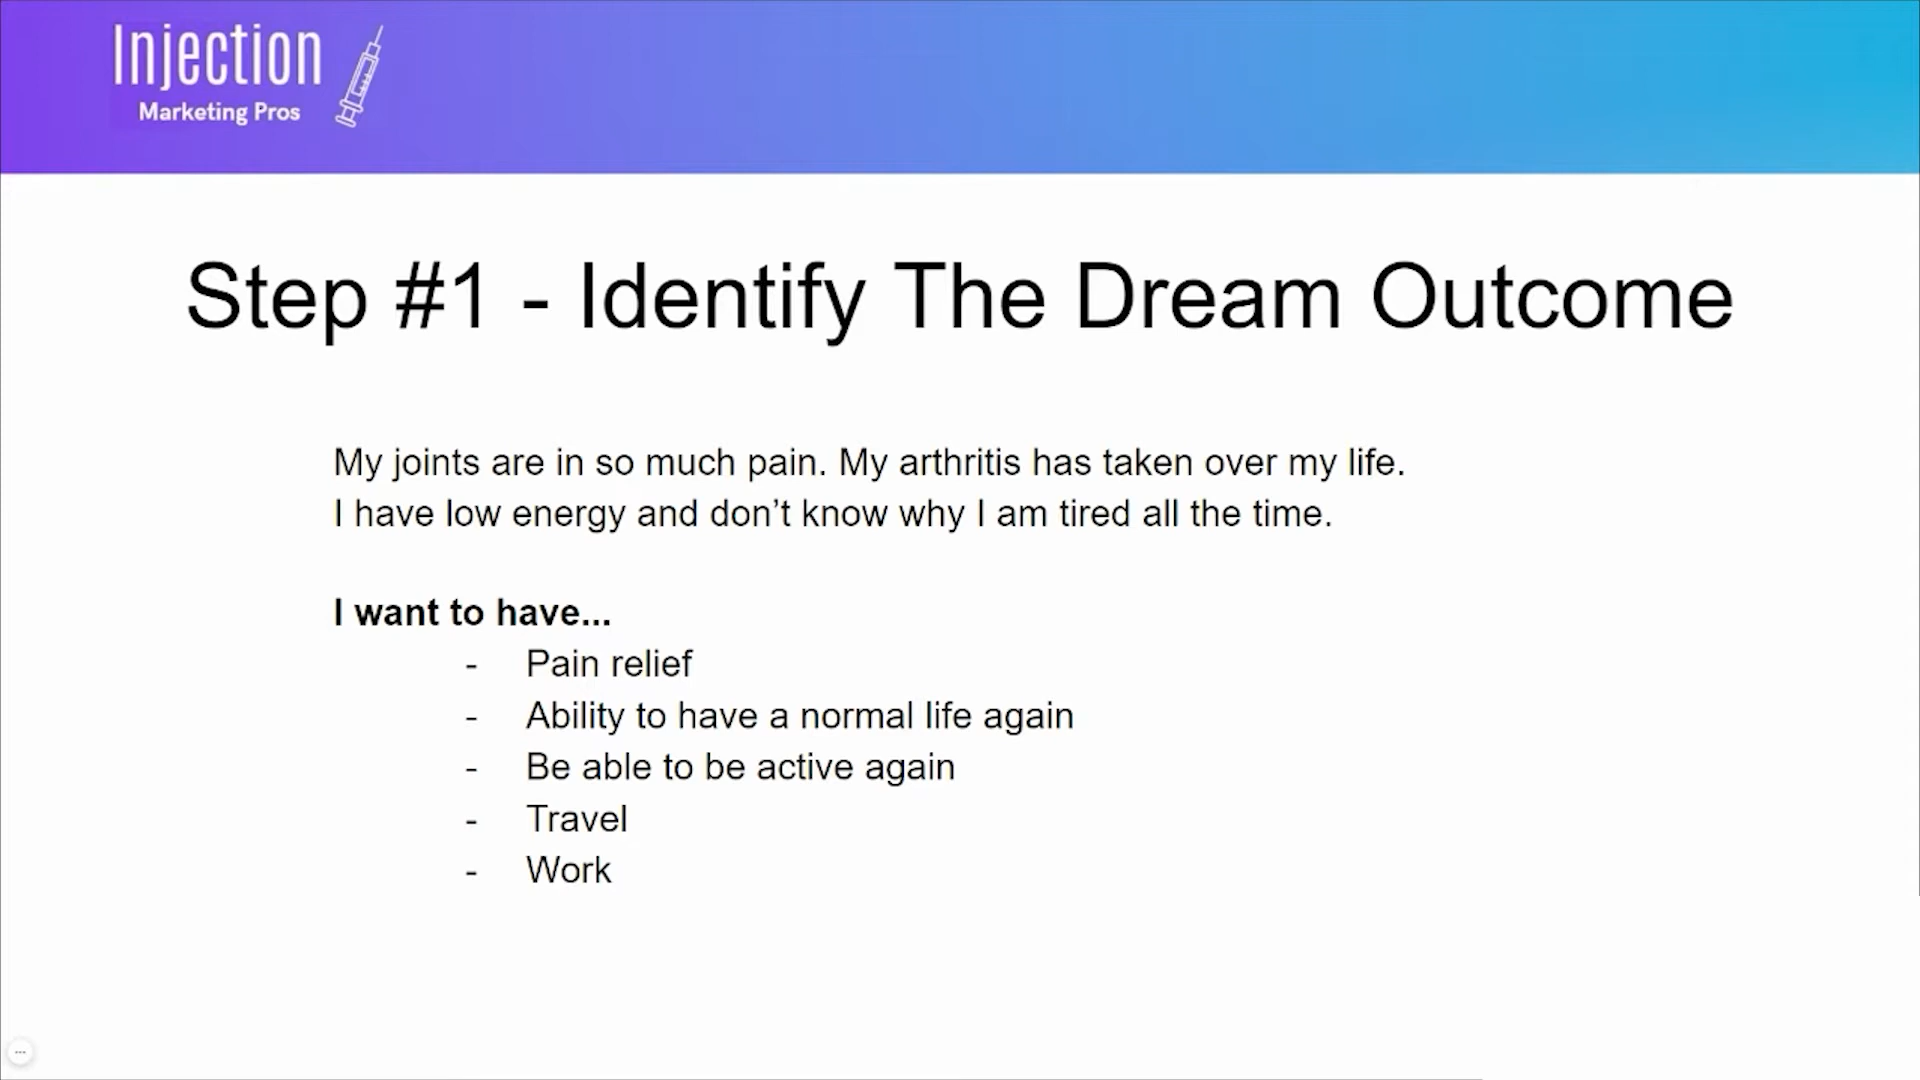 Injection
Marketing Pros
Step #1 - Identify The Dream Outcome
My joints are in so much pain. My arthritis has taken over my life.
I have low energy and don’t know why I am tired all the time.
I want to have...
- Pain relief
- Ability to have a normal life again
- Be able to be active again
- Travel
- Work